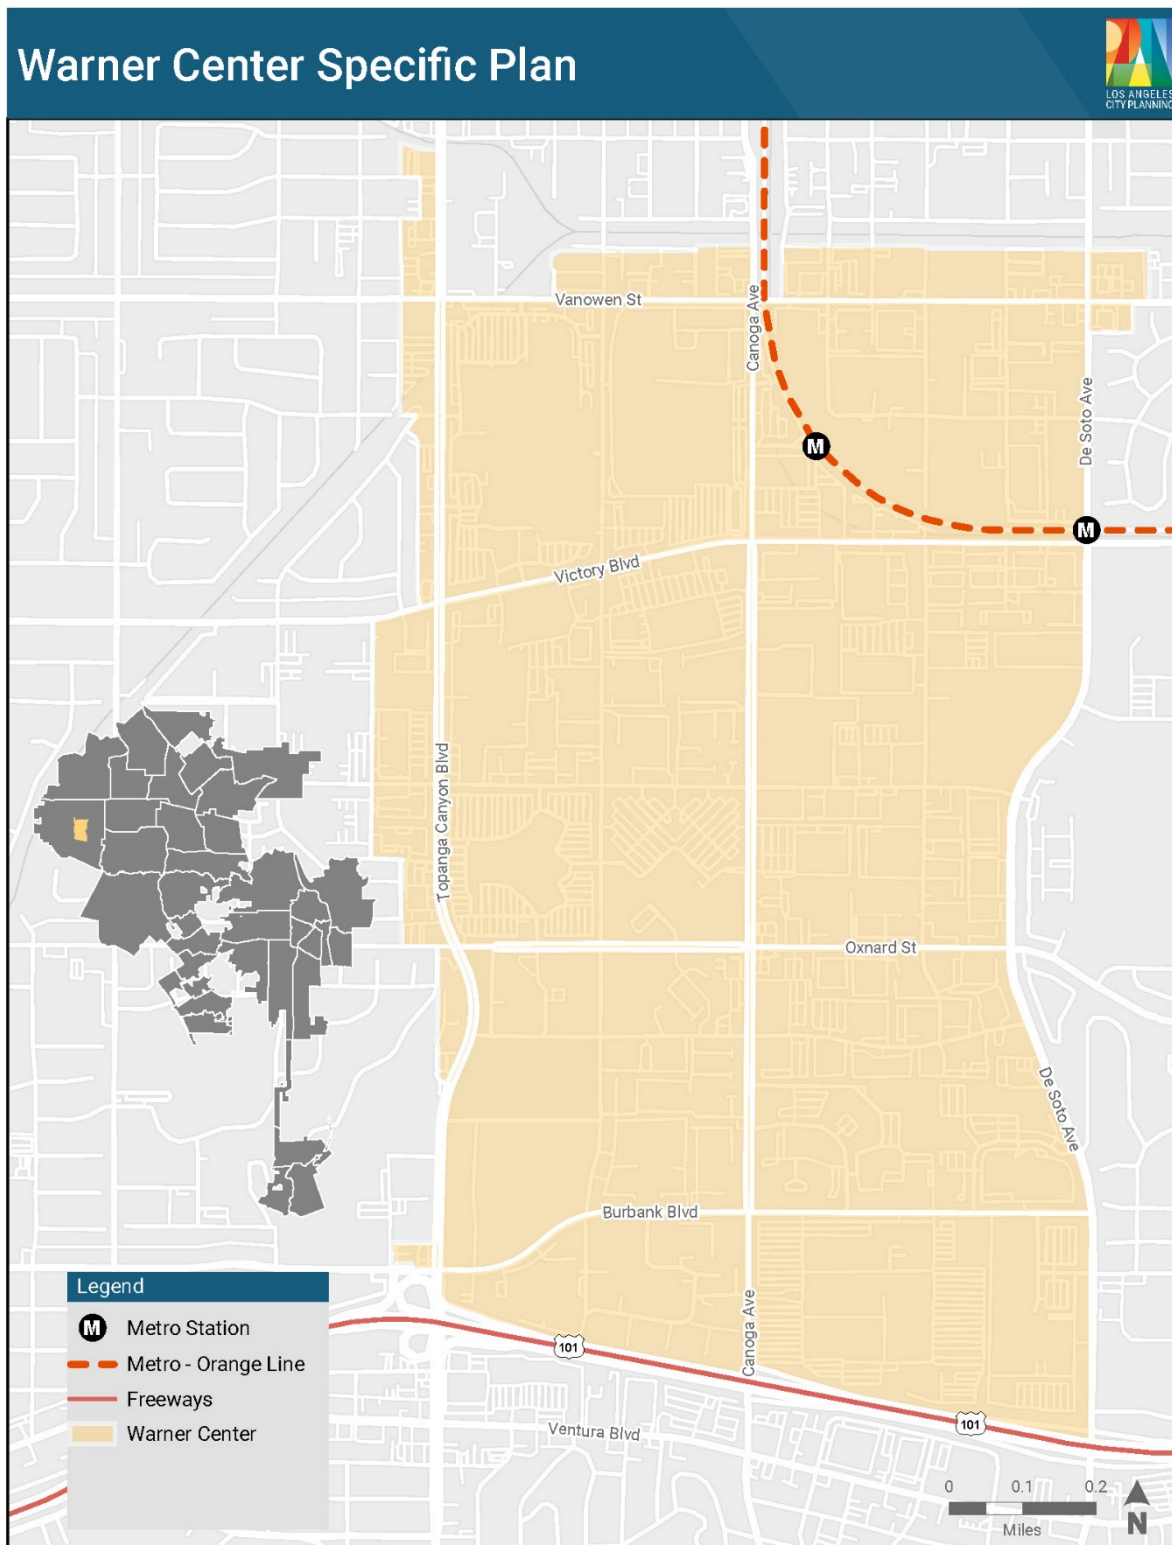 Warner Center Specific Plan
LOS ANGELES
CITY PLANNING
Vanowen St
Canoga Ave
De Soto Ave
M
M
Victory Blvd
Topanga Canyon Blvd
Oxnard St
De Soto Ave
Burbank Blvd
Canoga Ave
101
101
Ventura Blvd
Legend
M Metro Station
Metro - Orange Line
Freeways
Warner Center
0 0.1 0.2
Miles
N